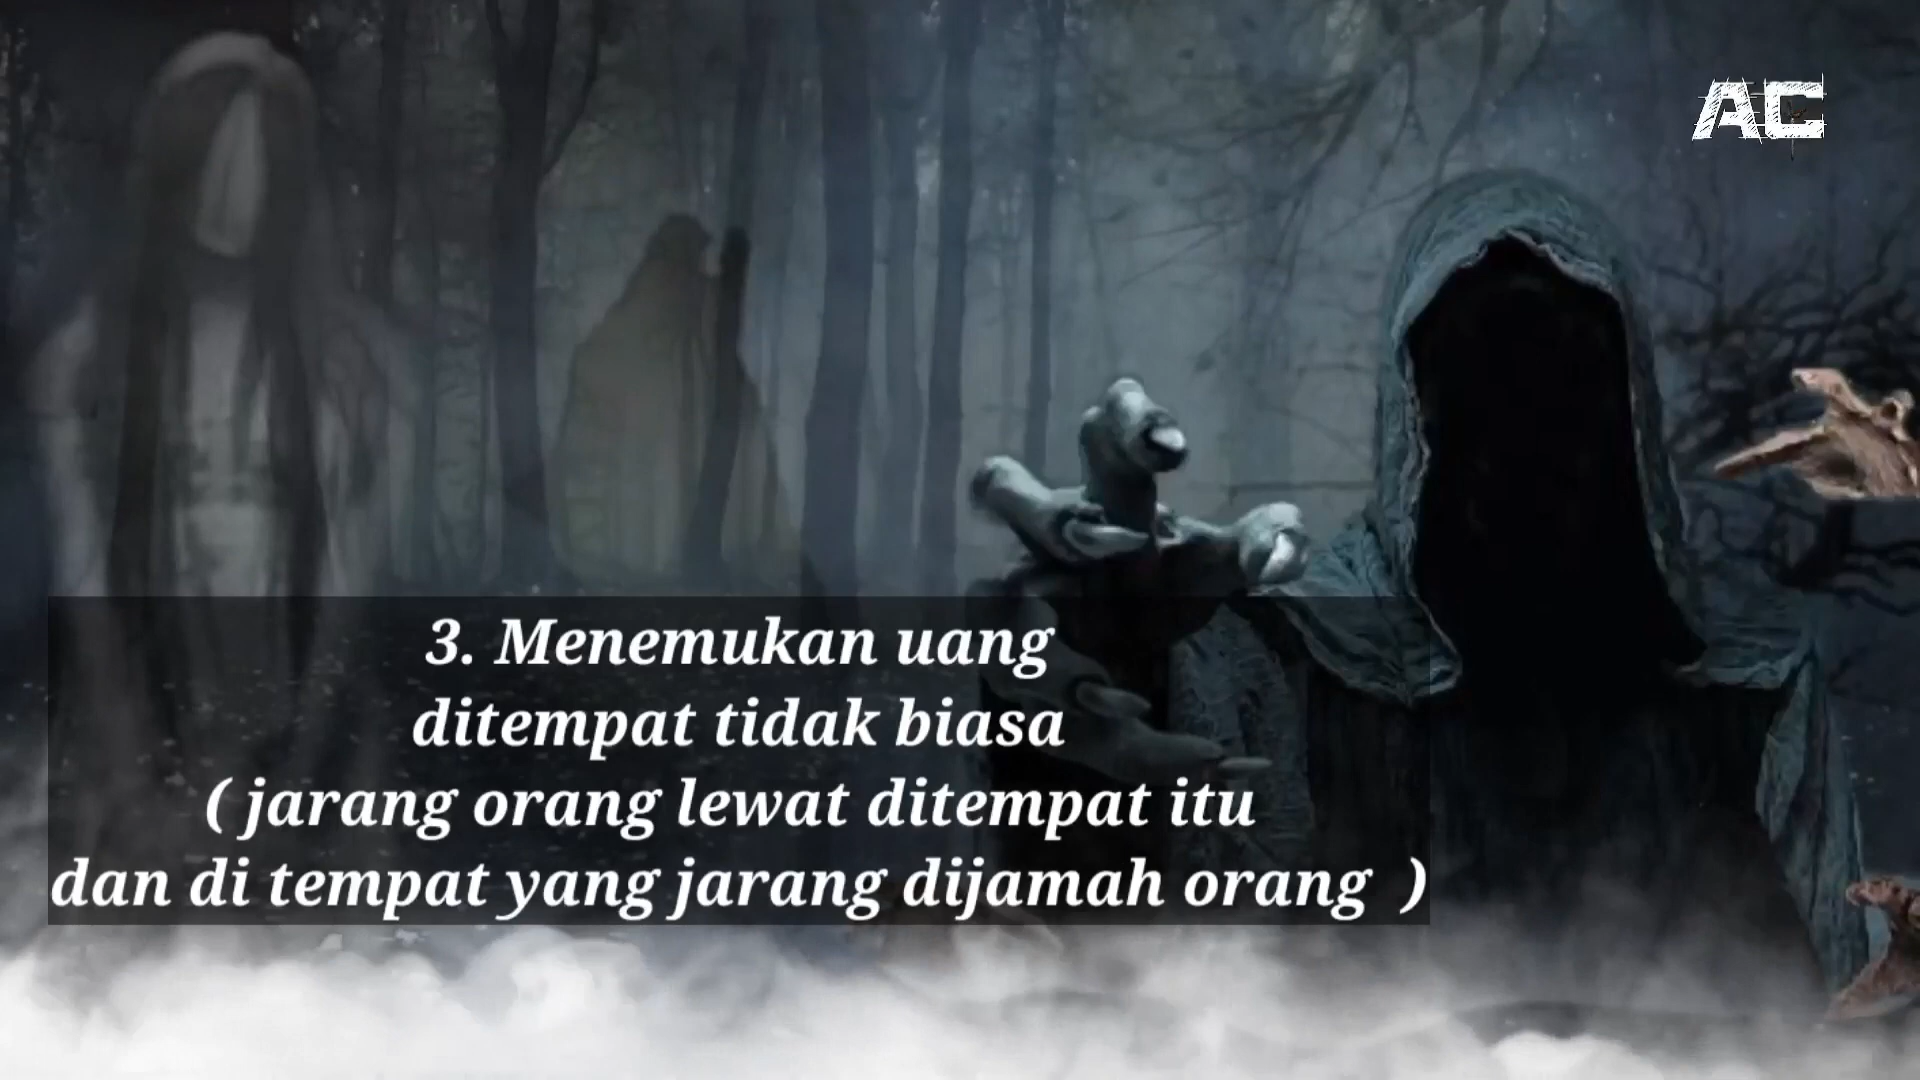 AC
3. Menemukan uang
ditempat tidak biasa
( jarang orang lewat ditempat itu
dan di tempat yang jarang dijamah orang )